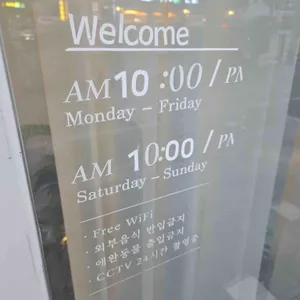 Welcome
AM 10:00 / PM
Monday - Friday
AM 10:00 / PM
Saturday - Sunday
· Free WiFi
· 외부음식 반입금지
· 애완동물 출입금지
· CCTV 24시간 촬영중